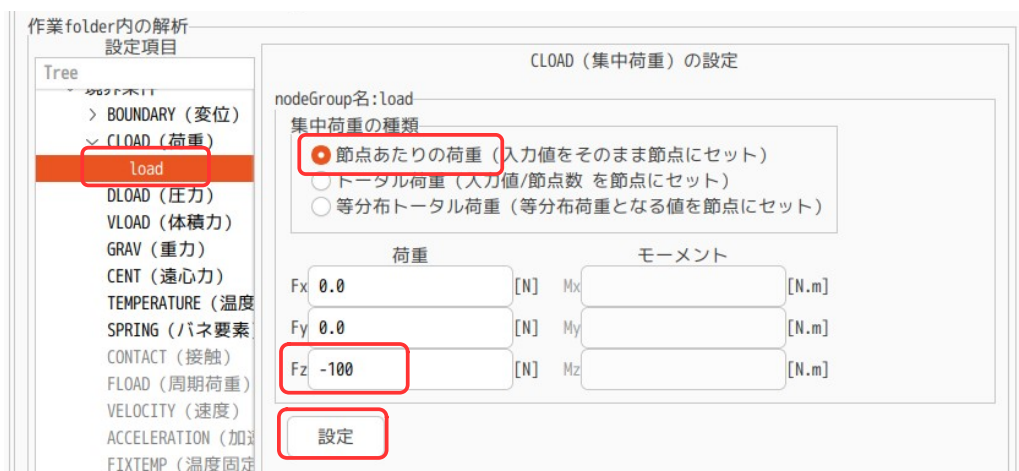 作業folder内の解析
設定項目
Tree
境界条件
> BOUNDARY (変位)
CLOAD (荷重)
load
DLOAD (圧力)
VLOAD (体積力)
GRAV (重力)
CENT (遠心力)
TEMPERATURE (温度
SPRING (バネ要素
CONTACT (接触)
FLOAD (周期荷重)
VELOCITY (速度)
ACCELERATION (加速
FIXTEMP (温度固定
CLOAD (集中荷重) の設定
nodeGroup名:load
集中荷重の種類
節点あたりの荷重 (入力値をそのまま節点にセット)
トータル荷重 (入力値/節点数 を節点にセット)
等分布トータル荷重 (等分布荷重となる値を節点にセット)
荷重 モーメント
Fx 0.0 [N] Mx [N.m]
Fy 0.0 [N] My [N.m]
Fz -100 [N] Mz [N.m]
設定